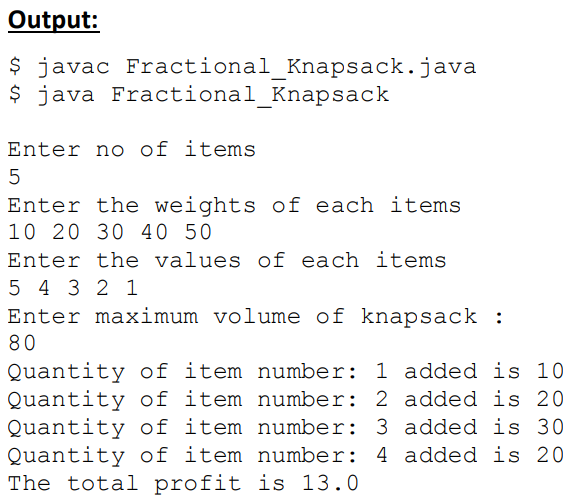 Output:
$ javac Fractional_Knapsack.java
$ java Fractional_Knapsack
Enter no of items
5
Enter the weights of each items
10 20 30 40 50
Enter the values of each items
5 4 3 2 1
Enter maximum volume of knapsack :
80
Quantity of item number: 1 added is 10
Quantity of item number: 2 added is 20
Quantity of item number: 3 added is 30
Quantity of item number: 4 added is 20
The total profit is 13.0